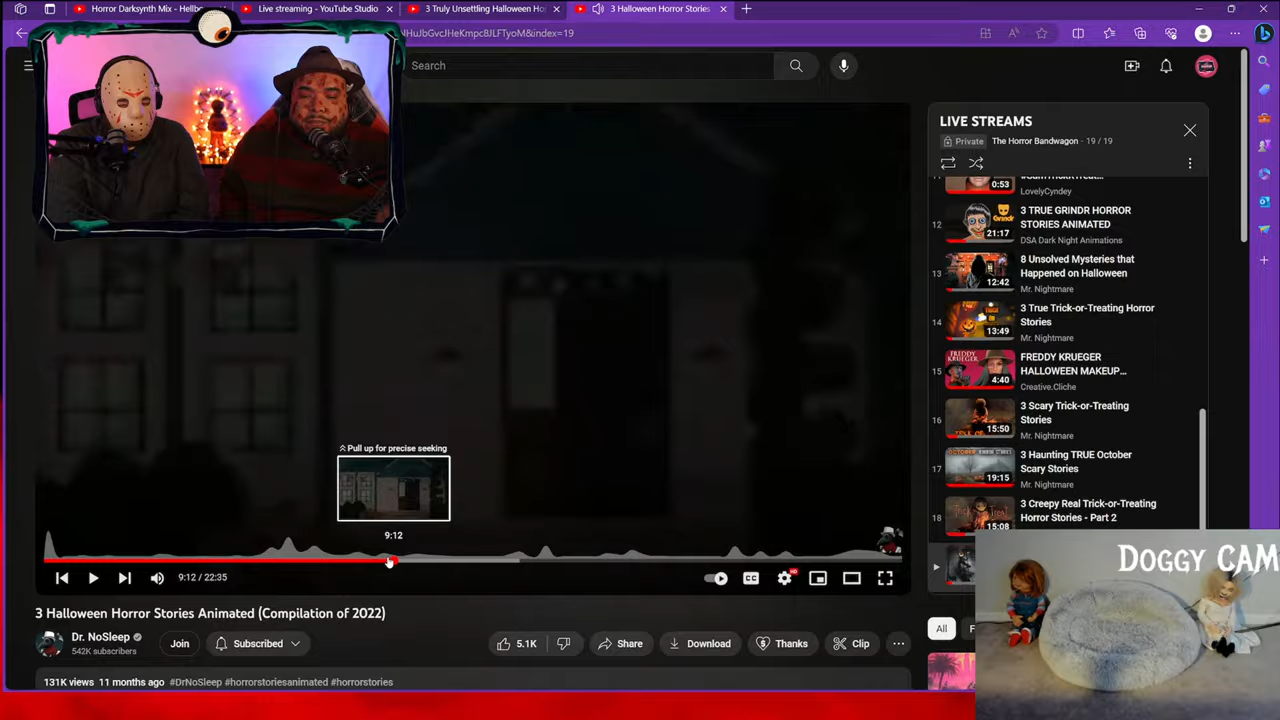 Horror Darksynth Mix - Hellb
Live streaming - YouTube Studio
3 Truly Unsettling Halloween Ho
3 Halloween Horror Stories
HuJbGvcJHeKmpc8JLFTyoM&index=19
Search
LIVE STREAMS
Private The Horror Bandwagon - 19 / 19
0:53
LovelyCyndey
12 21:17 3 TRUE GRINDR HORROR
STORIES ANIMATED
DSA Dark Night Animations
13 12:42 8 Unsolved Mysteries that
Happened on Halloween
Mr. Nightmare
14 13:49 3 True Trick-or-Treating Horror
Stories
Mr. Nightmare
15 FREDDY KRUEGER 4:40 FREDDY KRUEGER
HALLOWEEN MAKEUP...
Creative.Cliche
16 15:50 3 Scary Trick-or-Treating
Stories
Mr. Nightmare
17 19:15 3 Haunting TRUE October
Scary Stories
Mr. Nightmare
18 15:08 3 Creepy Real Trick-or-Treating
Horror Stories - Part 2
Pull up for precise seeking
9:12
9:12 / 22:35
CC
HD
3 Halloween Horror Stories Animated (Compilation of 2022)
Dr. NoSleep
542K subscribers
Join
Subscribed
5.1K
Share
Download
Thanks
Clip
All
131K views 11 months ago #DrNoSleep #horrorstoriesanimated #horrorstories
DOGGY CAM